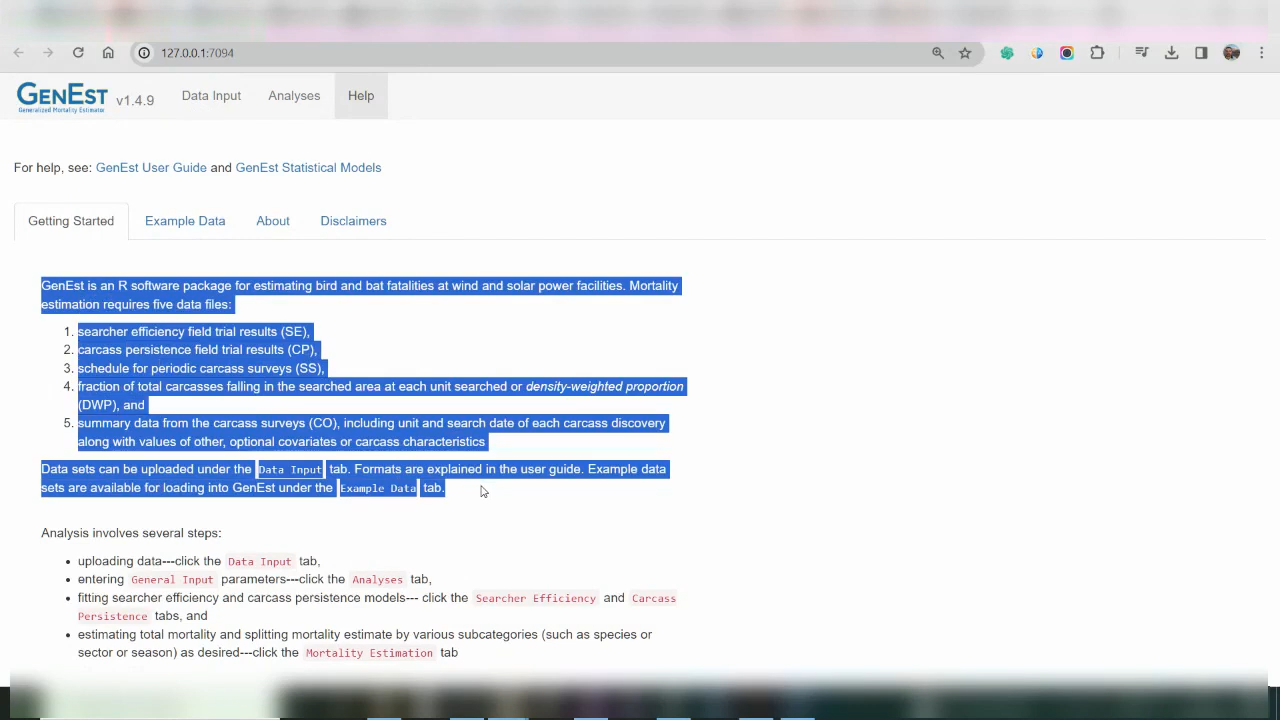 127.0.0.1:7094
GENEST v1.4.9 Data Input Analyses Help
Generalized Mortality Estimator
For help, see: GenEst User Guide and GenEst Statistical Models
Getting Started Example Data About Disclaimers
GenEst is an R software package for estimating bird and bat fatalities at wind and solar power facilities. Mortality
estimation requires five data files:
1. searcher efficiency field trial results (SE),
2. carcass persistence field trial results (CP),
3. schedule for periodic carcass surveys (SS),
4. fraction of total carcasses falling in the searched area at each unit searched or density-weighted proportion
(DWP), and
5. summary data from the carcass surveys (CO), including unit and search date of each carcass discovery
along with values of other, optional covariates or carcass characteristics
Data sets can be uploaded under the Data Input tab. Formats are explained in the user guide. Example data
sets are available for loading into GenEst under the Example Data tab.
Analysis involves several steps:
• uploading data---click the Data Input tab,
• entering General Input parameters---click the Analyses tab,
• fitting searcher efficiency and carcass persistence models--- click the Searcher Efficiency and Carcass
Persistence tabs, and
• estimating total mortality and splitting mortality estimate by various subcategories (such as species or
sector or season) as desired---click the Mortality Estimation tab